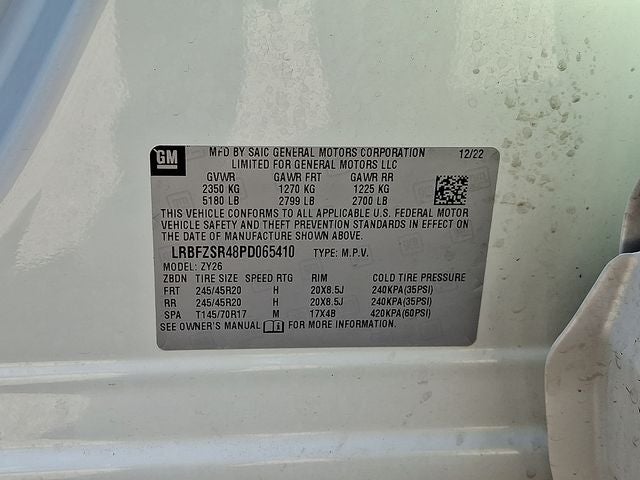 GM
MFD BY SAIC GENERAL MOTORS CORPORATION 12/22
LIMITED FOR GENERAL MOTORS LLC
GVWR GAWR FRT GAWR RR
2350 KG 1270 KG 1225 KG
5180 LB 2799 LB 2700 LB
THIS VEHICLE CONFORMS TO ALL APPLICABLE U.S. FEDERAL MOTOR
VEHICLE SAFETY AND THEFT PREVENTION STANDARDS IN EFFECT ON
THE DATE OF MANUFACTURE SHOWN ABOVE.
LRBFZSR48PD065410 TYPE: M.P.V.
MODEL: ZY26
ZBDN TIRE SIZE SPEED RTG RIM COLD TIRE PRESSURE
FRT 245/45R20 H 20X8.5J 240KPA(35PSI)
RR 245/45R20 H 20X8.5J 240KPA(35PSI)
SPA T145/70R17 M 17X4B 420KPA(60PSI)
SEE OWNER'S MANUAL FOR MORE INFORMATION.